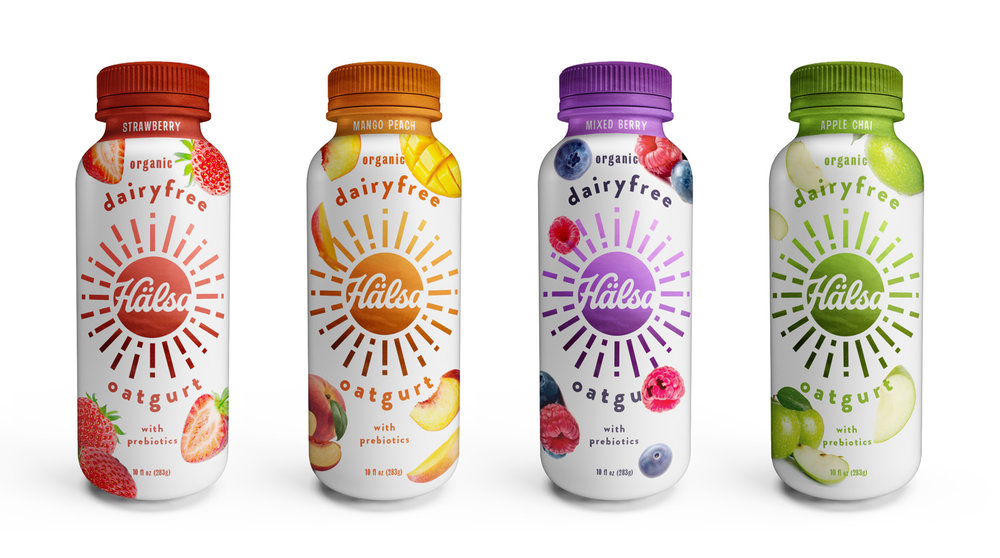 STRAWBERRY
organic
dairyfree
Hälsa
oatgurt
with
prebiotics
10 fl oz (283g)
MANGO PEACH
organic
dairyfree
Hälsa
oatgurt
with
prebiotics
10 fl oz (283g)
MIXED BERRY
organic
dairyfree
Hälsa
oatgu
with
prebiotics
10 fl oz (283g)
APPLE CHAI
organic
dairyfree
Hälsa
oatgurt
with
prebiotics
10 fl oz (283g)